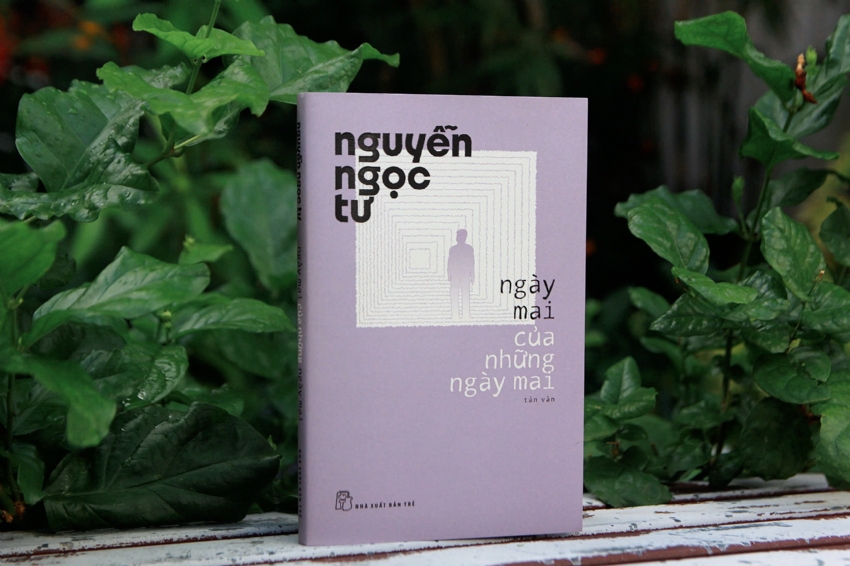 nguyễn
ngọc
tư
ngày
mai
của
những
ngày mai
tản văn
NHÀ XUẤT BẢN TRẺ